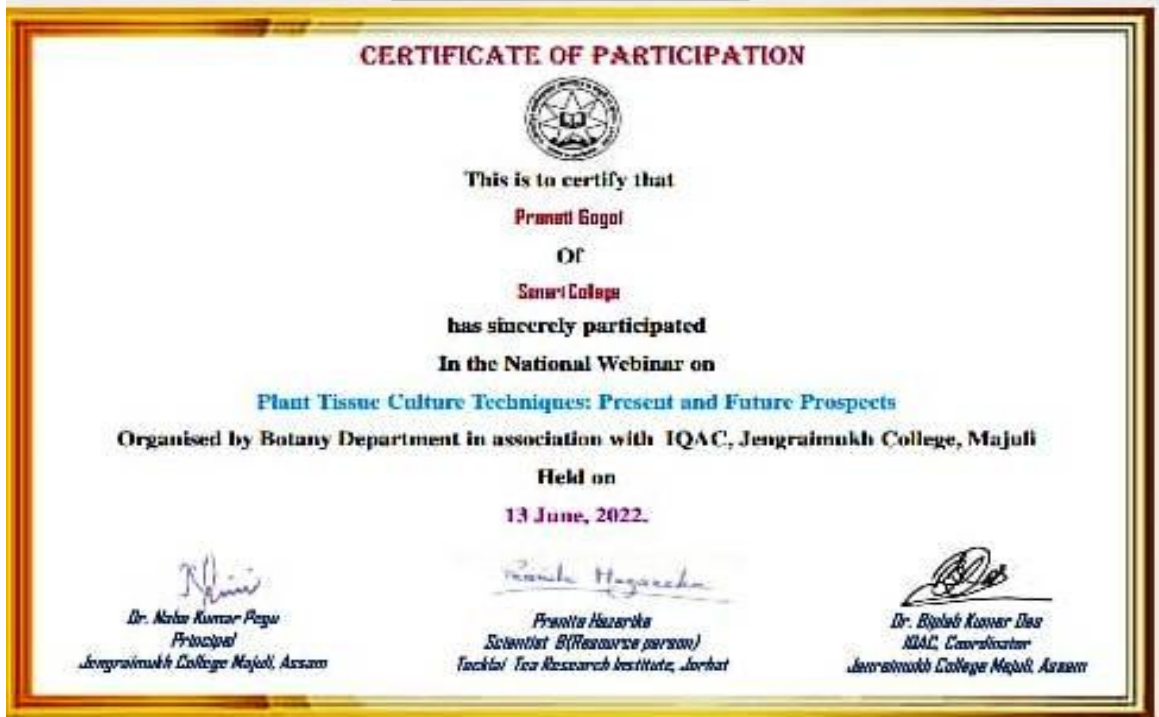 CERTIFICATE OF PARTICIPATION
This is to certify that
Pranati Gogoi
Of
Sonari College
has sincerely participated
In the National Webinar on
Plant Tissue Culture Techniques: Present and Future Prospects
Organised by Botany Department in association with IQAC, Jengraimukh College, Majuli
Held on
13 June, 2022.
Dr. Naba Kumar Pegu
Principal
Jengraimukh College Majuli, Assam
Pranita Hazarika
Scientist B(Resource person)
Tocklai Tea Research Institute, Jorhat
Dr. Biplab Kumar Das
IQAC, Coordinator
Jenraimukh College Majuli, Assam